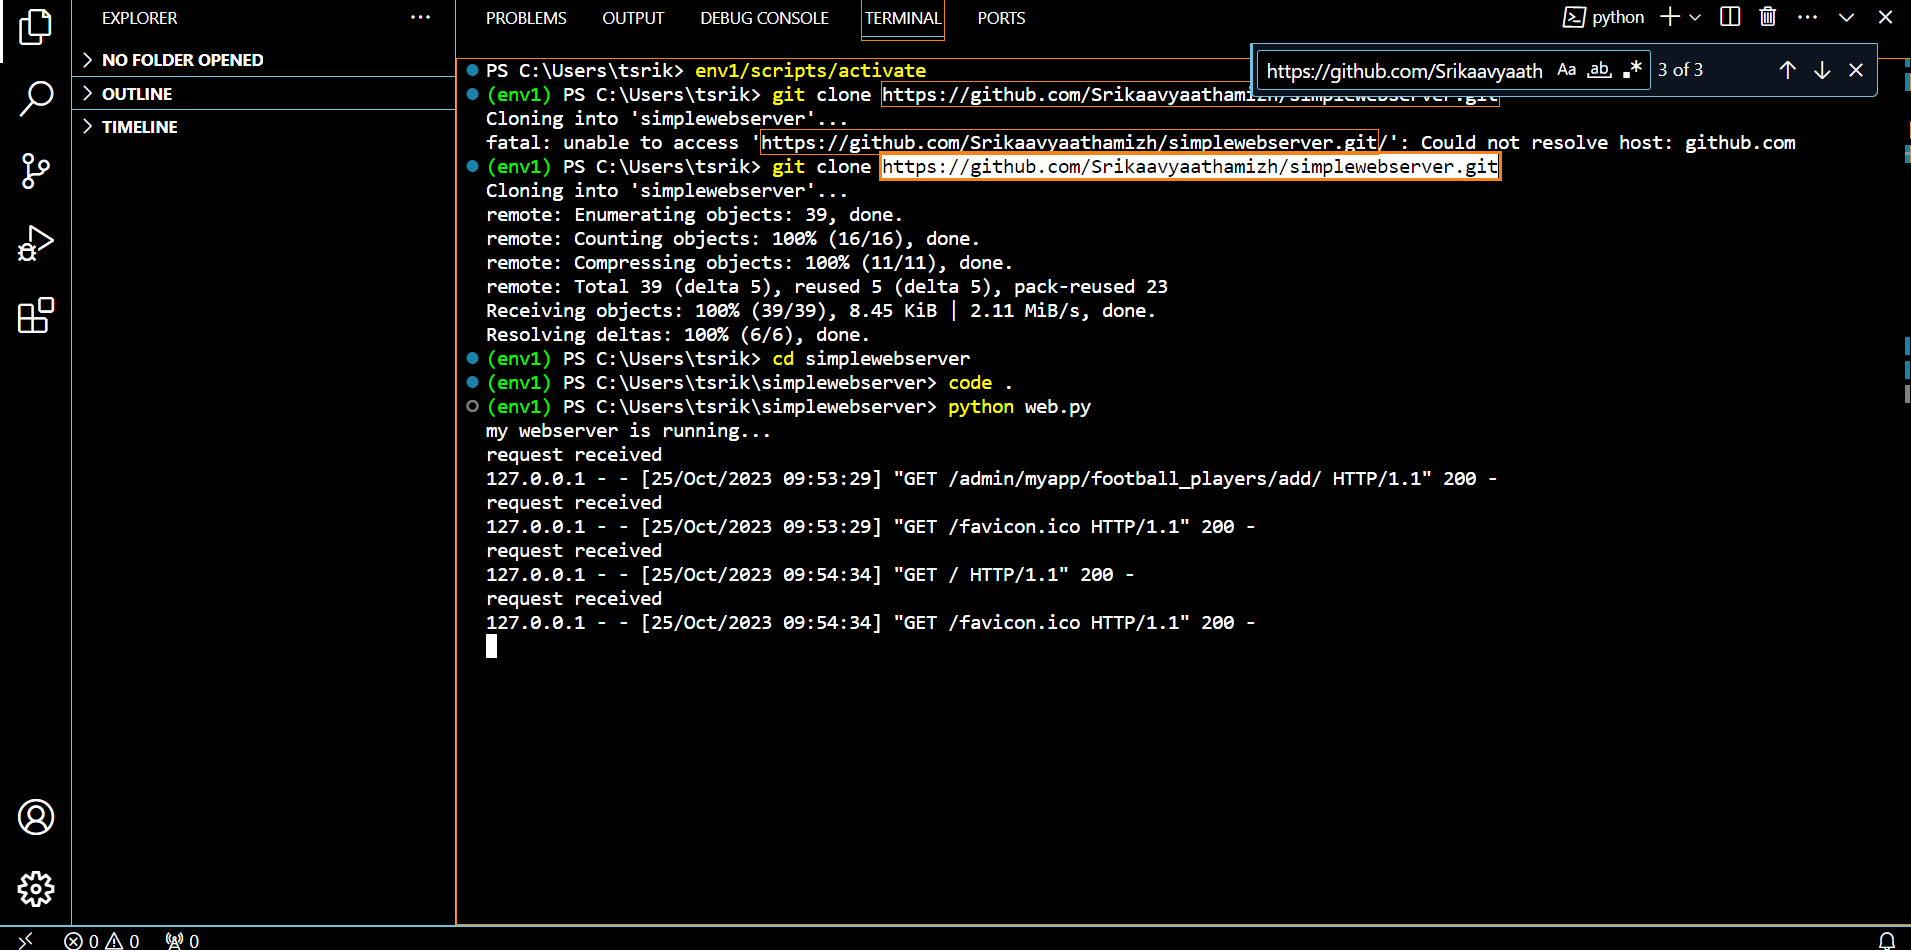 EXPLORER
NO FOLDER OPENED
OUTLINE
TIMELINE
PROBLEMS OUTPUT DEBUG CONSOLE TERMINAL PORTS
python
https://github.com/Srikaavyaath Aa ab .* 3 of 3
PS C:\Users\tsrik> env1/scripts/activate
(env1) PS C:\Users\tsrik> git clone https://github.com/Srikaavyaathamizh/simplewebserver.git
Cloning into 'simplewebserver'...
fatal: unable to access 'https://github.com/Srikaavyaathamizh/simplewebserver.git/': Could not resolve host: github.com
(env1) PS C:\Users\tsrik> git clone https://github.com/Srikaavyaathamizh/simplewebserver.git
Cloning into 'simplewebserver'...
remote: Enumerating objects: 39, done.
remote: Counting objects: 100% (16/16), done.
remote: Compressing objects: 100% (11/11), done.
remote: Total 39 (delta 5), reused 5 (delta 5), pack-reused 23
Receiving objects: 100% (39/39), 8.45 KiB | 2.11 MiB/s, done.
Resolving deltas: 100% (6/6), done.
(env1) PS C:\Users\tsrik> cd simplewebserver
(env1) PS C:\Users\tsrik\simplewebserver> code .
(env1) PS C:\Users\tsrik\simplewebserver> python web.py
my webserver is running...
request received
127.0.0.1 - - [25/Oct/2023 09:53:29] "GET /admin/myapp/football_players/add/ HTTP/1.1" 200 -
request received
127.0.0.1 - - [25/Oct/2023 09:53:29] "GET /favicon.ico HTTP/1.1" 200 -
request received
127.0.0.1 - - [25/Oct/2023 09:54:34] "GET / HTTP/1.1" 200 -
request received
127.0.0.1 - - [25/Oct/2023 09:54:34] "GET /favicon.ico HTTP/1.1" 200 -
0 0 0